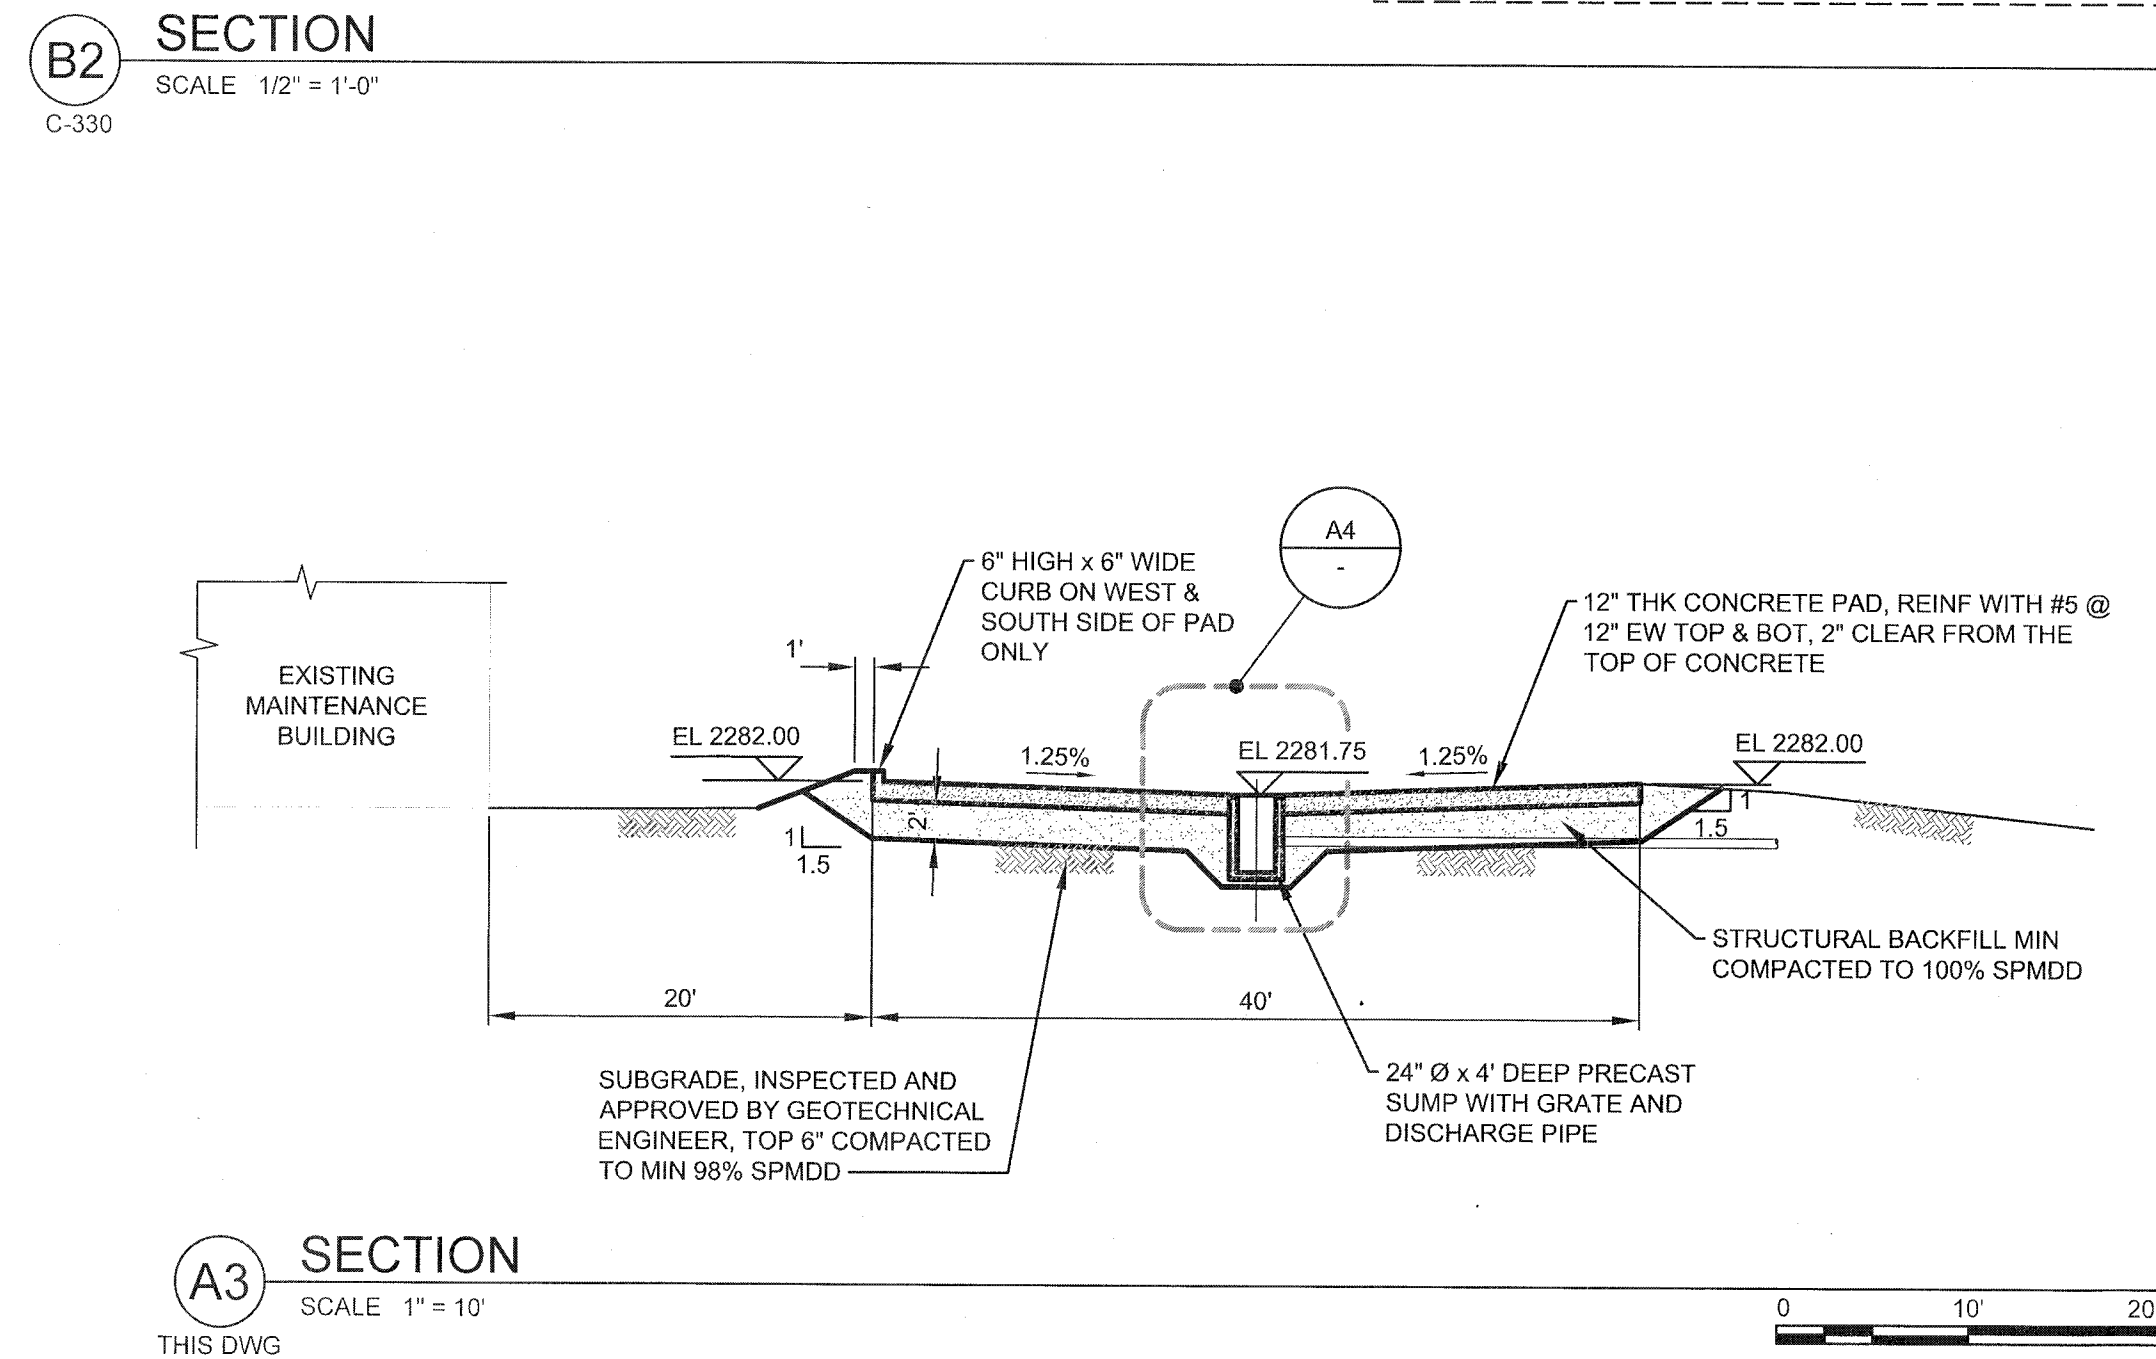 B2
SECTION
SCALE 1/2" = 1'-0"
C-330
A4
-
6" HIGH x 6" WIDE
CURB ON WEST &
SOUTH SIDE OF PAD
ONLY
12" THK CONCRETE PAD, REINF WITH #5 @
12" EW TOP & BOT, 2" CLEAR FROM THE
TOP OF CONCRETE
1'
EXISTING
MAINTENANCE
BUILDING
EL 2282.00
1.25%
EL 2281.75
1.25%
EL 2282.00
2'
1
1.5
1
1.5
STRUCTURAL BACKFILL MIN
COMPACTED TO 100% SPMDD
20'
40'
24" Ø x 4' DEEP PRECAST
SUMP WITH GRATE AND
DISCHARGE PIPE
SUBGRADE, INSPECTED AND
APPROVED BY GEOTECHNICAL
ENGINEER, TOP 6" COMPACTED
TO MIN 98% SPMDD
A3
SECTION
SCALE 1" = 10'
THIS DWG
0 10' 20